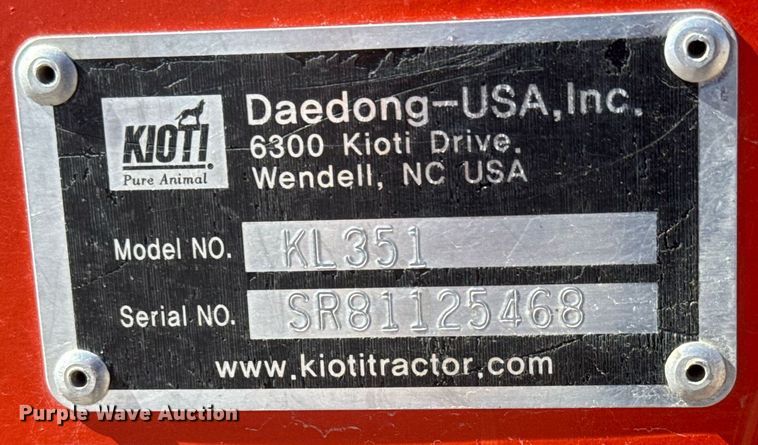 KIOTI
Pure Animal
Daedong-USA, Inc.
6300 Kioti Drive.
Wendell, NC USA
Model NO. KL351
Serial NO. SR81125468
www.kiotitractor.com
Purple Wave Auction